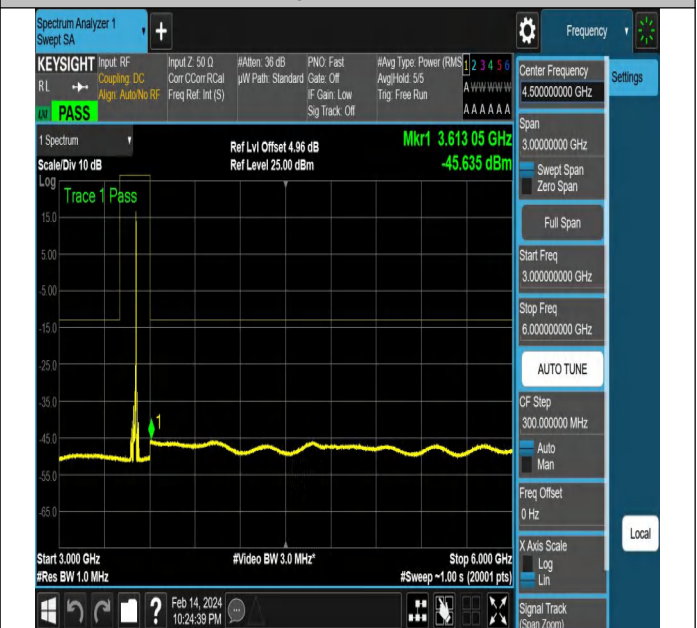 Spectrum Analyzer 1
Swept SA
+
Frequency
KEYSIGHT
RL
PASS
Input: RF
Coupling: DC
Align: Auto/No RF
Input Z: 50 Ω
Corr CCorr RCal
Freq Ref: Int (S)
#Atten: 36 dB
µW Path: Standard
PNO: Fast
Gate: Off
IF Gain: Low
Sig Track: Off
#Avg Type: Power (RMS
Avg|Hold: 5/5
Trig: Free Run
1 2 3 4 5 6
A W W W W W
A A A A A A
1 Spectrum
Scale/Div 10 dB
Ref Lvl Offset 4.96 dB
Ref Level 25.00 dBm
Mkr1 3.613 05 GHz
-45.635 dBm
Log
Trace 1 Pass
15.0
5.00
-5.00
-15.0
-25.0
-35.0
-45.0
-55.0
-65.0
1
Start 3.000 GHz
#Res BW 1.0 MHz
#Video BW 3.0 MHz*
Stop 6.000 GHz
#Sweep ~1.00 s (20001 pts)
?
Feb 14, 2024
10:24:39 PM
Center Frequency
4.500000000 GHz
Settings
Span
3.00000000 GHz
Swept Span
Zero Span
Full Span
Start Freq
3.000000000 GHz
Stop Freq
6.000000000 GHz
AUTO TUNE
CF Step
300.000000 MHz
Auto
Man
Freq Offset
0 Hz
X Axis Scale
Log
Lin
Local
Signal Track
(Span Zoom)